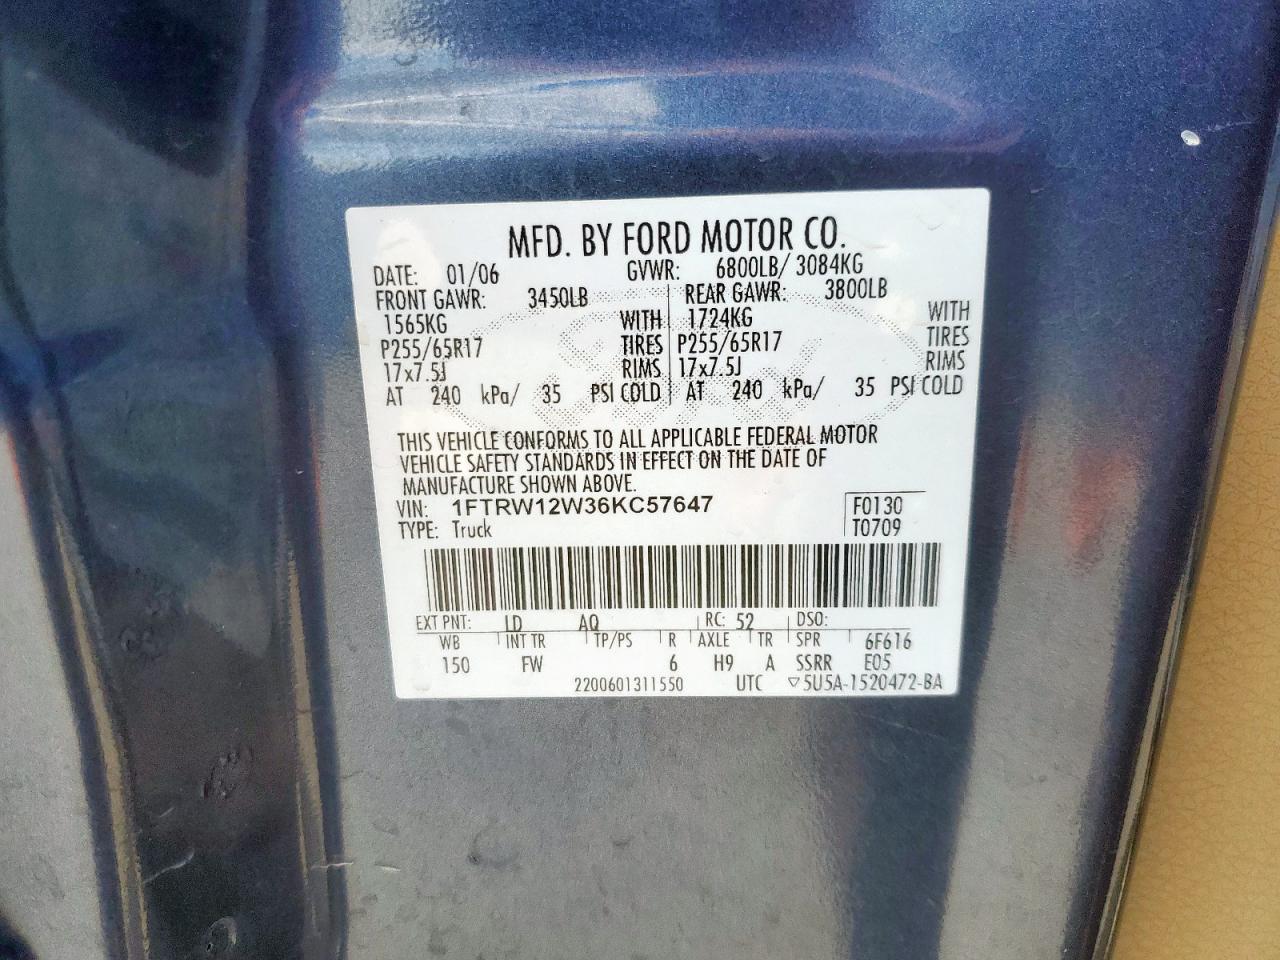 MFD. BY FORD MOTOR CO.
DATE: 01/06 GVWR: 6800LB/ 3084KG
FRONT GAWR: 3450LB REAR GAWR: 3800LB
1565KG WITH 1724KG WITH
P255/65R17 TIRES P255/65R17 TIRES
17x7.5J RIMS 17x7.5J RIMS
AT 240 kPa/ 35 PSI COLD AT 240 kPa/ 35 PSI COLD
THIS VEHICLE CONFORMS TO ALL APPLICABLE FEDERAL MOTOR
VEHICLE SAFETY STANDARDS IN EFFECT ON THE DATE OF
MANUFACTURE SHOWN ABOVE.
VIN: 1FTRW12W36KC57647 F0130
TYPE: Truck T0709
EXT PNT: LD AQ RC: 52 DSO:
WB INT TR TP/PS R AXLE TR SPR 6F616
150 FW 6 H9 A SSRR E05
2200601311550 UTC ▽5U5A-1520472-BA